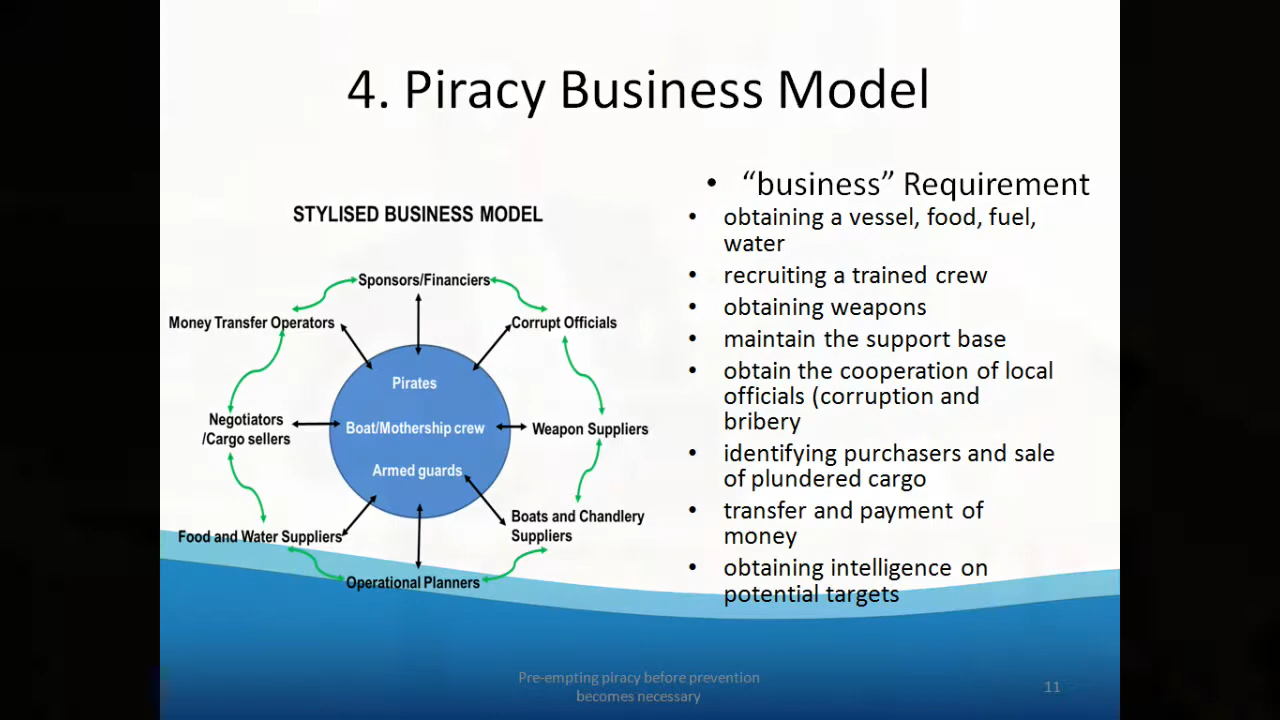 4. Piracy Business Model
STYLISED BUSINESS MODEL
Sponsors/Financiers
Money Transfer Operators
Corrupt Officials
Pirates
Negotiators
/Cargo sellers
Boat/Mothership crew
Weapon Suppliers
Armed guards
Boats and Chandlery
Suppliers
Food and Water Suppliers
Operational Planners
• “business” Requirement
• obtaining a vessel, food, fuel,
water
• recruiting a trained crew
• obtaining weapons
• maintain the support base
• obtain the cooperation of local
officials (corruption and
bribery
• identifying purchasers and sale
of plundered cargo
• transfer and payment of
money
• obtaining intelligence on
potential targets
Pre-empting piracy before prevention
becomes necessary
11